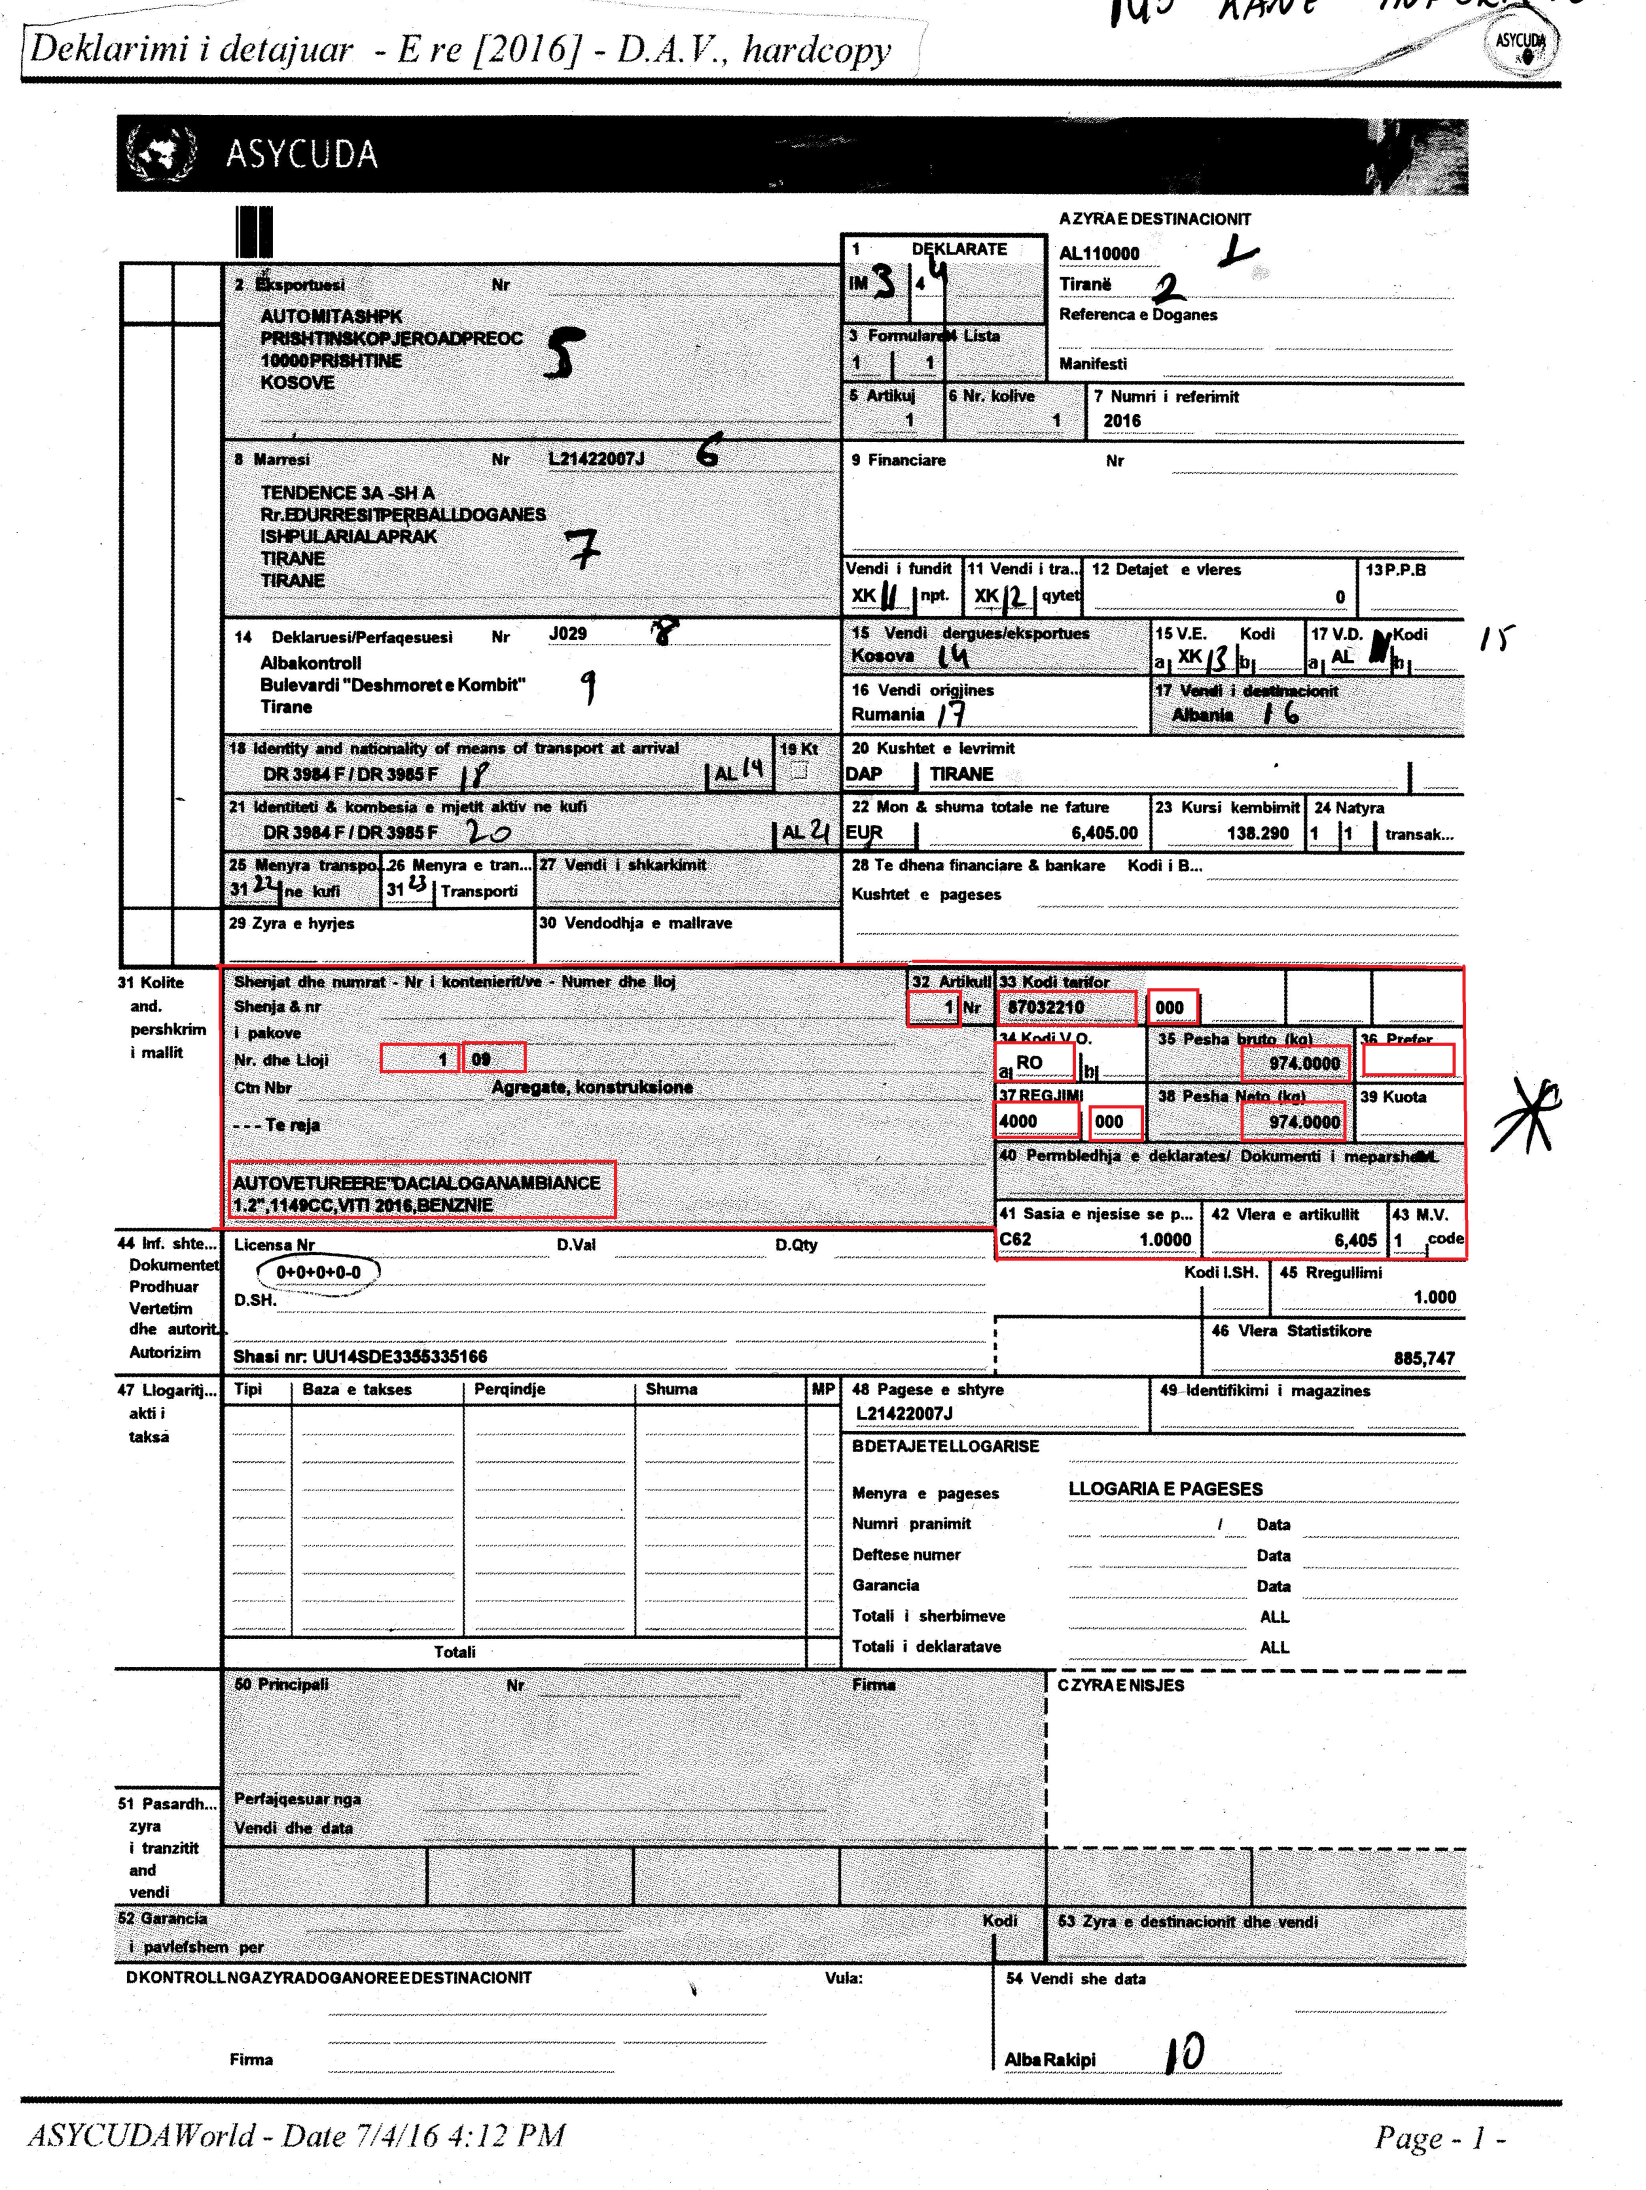 Deklarimi i detajuar - E re [2016] - D.A.V., hardcopy
ASYCUDA
ASYCUDA
A ZYRA E DESTINACIONIT
1 DEKLARATE
AL110000 1
IM 3 4 4
Tiranë 2
Referenca e Doganes
2 Eksportuesi Nr
AUTOMITASHPK
PRISHTINSKOPJEROADPREOC 5
10000PRISHTINE
KOSOVE
3 Formularet 4 Lista
1 1
Manifesti
5 Artikuj 6 Nr. kolive 7 Numri i referimit
1 1 2016
8 Marresi Nr L21422007J 6
9 Financiare Nr
TENDENCE 3A -SH A
Rr.EDURRESITPERBALLDOGANES
ISHPULARIALAPRAK 7
TIRANE
TIRANE
Vendi i fundit 11 Vendi i tra.. 12 Detajet e vleres 13 P.P.B
XK 11 npt. XK 12 qytet 0
14 Deklaruesi/Perfaqesuesi Nr J029 8
Albakontroll
Bulevardi "Deshmoret e Kombit" 9
Tirane
15 Vendi dergues/eksportues 15 V.E. Kodi 17 V.D. Kodi 15
Kosova 14 a XK 13 b a AL b
16 Vendi origjines 17 Vendi i destinacionit
Rumania 17 Albania 16
18 Identity and nationality of means of transport at arrival 19 Kt
DR 3984 F / DR 3985 F 18 AL 19
20 Kushtet e levrimit
DAP TIRANE
21 Identiteti & kombesia e mjetit aktiv ne kufi
DR 3984 F / DR 3985 F 20 AL 21
22 Mon & shuma totale ne fature 23 Kursi kembimit 24 Natyra
EUR 6,405.00 138.290 1 1 transak...
25 Menyra transpo.. 26 Menyra e tran... 27 Vendi i shkarkimit
31 22 ne kufi 31 23 Transporti
28 Te dhena financiare & bankare Kodi i B...
Kushtet e pageses
29 Zyra e hyrjes 30 Vendodhja e mallrave
31 Kolite
and.
pershkrim
i mallit
Shenjat dhe numrat - Nr i kontenierit/ve - Numer dhe lloj
Shenja & nr
i pakove
Nr. dhe Lloji 1 09
Ctn Nbr Agregate, konstruksione
- - - Te reja
AUTOVETUREERE"DACIALOGANAMBIANCE
1.2",1149CC,VITI 2016,BENZNIE
32 Artikull 33 Kodi tarifor
1 Nr 87032210 000
34 Kodi V.O. 35 Pesha bruto (kg) 36 Prefer
a RO b 974.0000
37 REGJIMI 38 Pesha Neto (kg) 39 Kuota
4000 000 974.0000
40 Permbledhja e deklarates/ Dokumenti i meparshem
41 Sasia e njesise se p... 42 Vlera e artikullit 43 M.V.
C62 1.0000 6,405 1 code
44 Inf. shte...
Dokumentet
Prodhuar
Vertetim
dhe autorit.
Autorizim
Licensa Nr D.Val D.Qty
0+0+0+0-0
D.SH.
Shasi nr: UU14SDE3355335166
Kodi I.SH. 45 Rregullimi
1.000
46 Vlera Statistikore
885,747
47 Llogaritj...
akti i
taksa
Tipi Baza e takses Perqindje Shuma MP
Totali
48 Pagese e shtyre 49 Identifikimi i magazines
L21422007J
B DETAJET E LLOGARISE
Menyra e pageses LLOGARIA E PAGESES
Numri pranimit / Data
Deftese numer Data
Garancia Data
Totali i sherbimeve ALL
Totali i deklaratave ALL
50 Principali Nr Firma
C ZYRA E NISJES
Perfajqesuar nga
Vendi dhe data
51 Pasardh...
zyra
i tranzitit
and
vendi
52 Garancia Kodi
i pavlefshem per
53 Zyra e destinacionit dhe vendi
D KONTROLL NGA ZYRA DOGANORE E DESTINACIONIT Vula:
54 Vendi she data
Firma
Alba Rakipi 10
ASYCUDAWorld - Date 7/4/16 4:12 PM
Page - 1 -